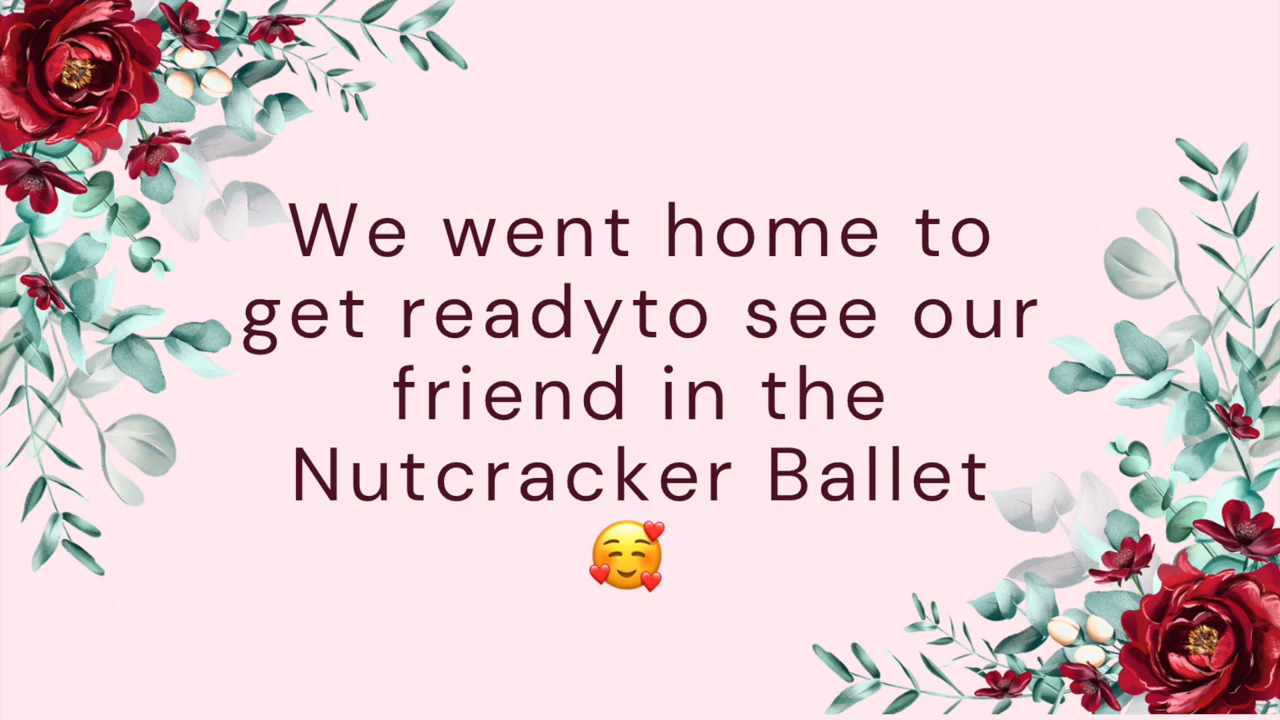 We went home to
get readyto see our
friend in the
Nutcracker Ballet
🥰